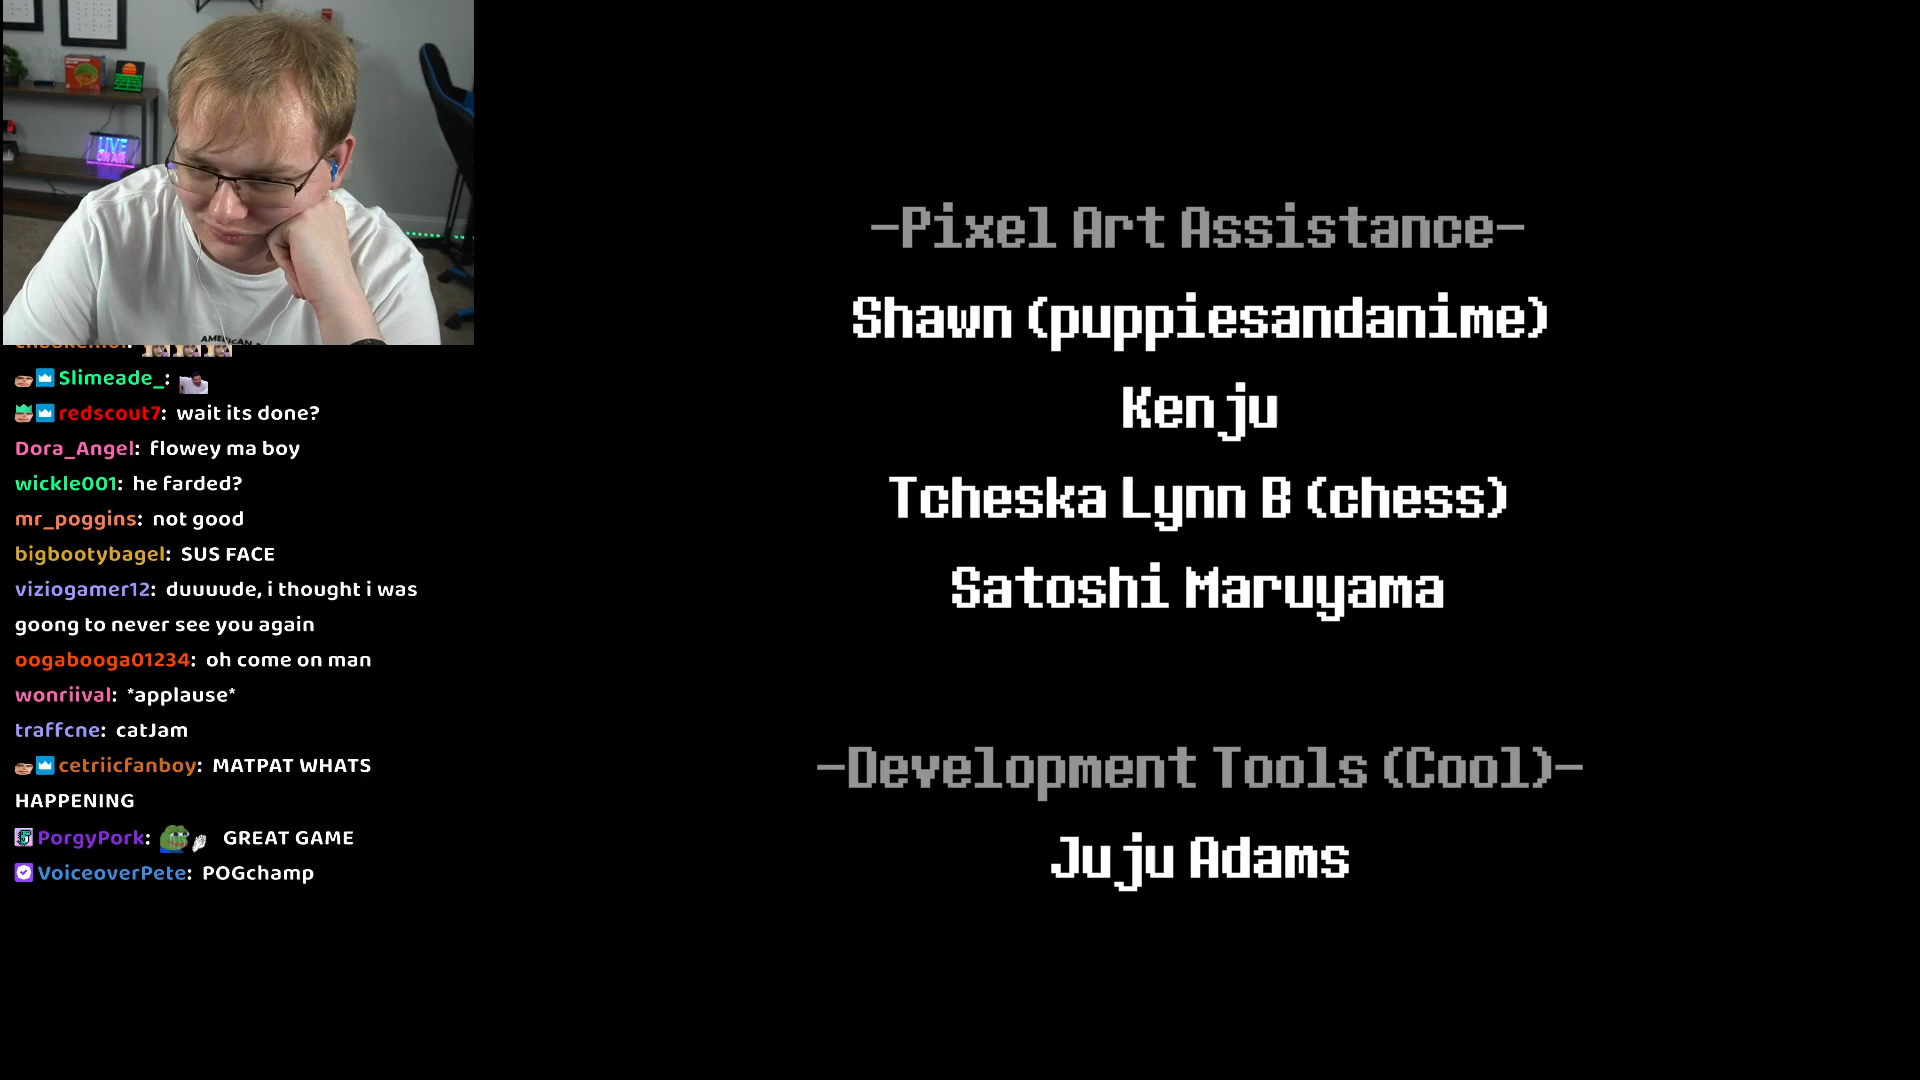 LIVE
ON AIR
AMERICAN
Slimeade_:
redscout7: wait its done?
Dora_Angel: flowey ma boy
wickle001: he farded?
mr_poggins: not good
bigbootybagel: SUS FACE
viziogamer12: duuuude, i thought i was
goong to never see you again
oogabooga01234: oh come on man
wonriival: *applause*
traffcne: catJam
cetriicfanboy: MATPAT WHATS
HAPPENING
PorgyPork: GREAT GAME
VoiceoverPete: POGchamp
-Pixel Art Assistance-
Shawn (puppiesandanime)
Kenju
Tcheska Lynn B (chess)
Satoshi Maruyama
-Development Tools (Cool)-
Juju Adams